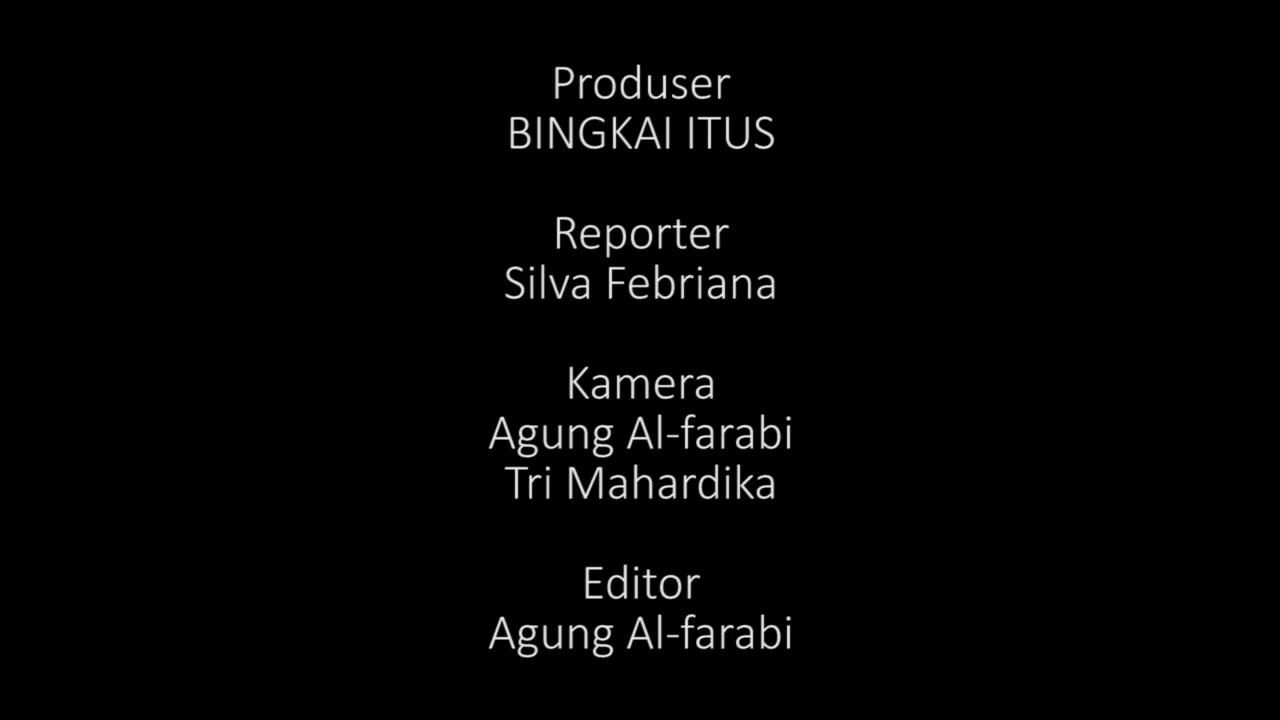 Produser
BINGKAI ITUS
Reporter
Silva Febriana
Kamera
Agung Al-farabi
Tri Mahardika
Editor
Agung Al-farabi